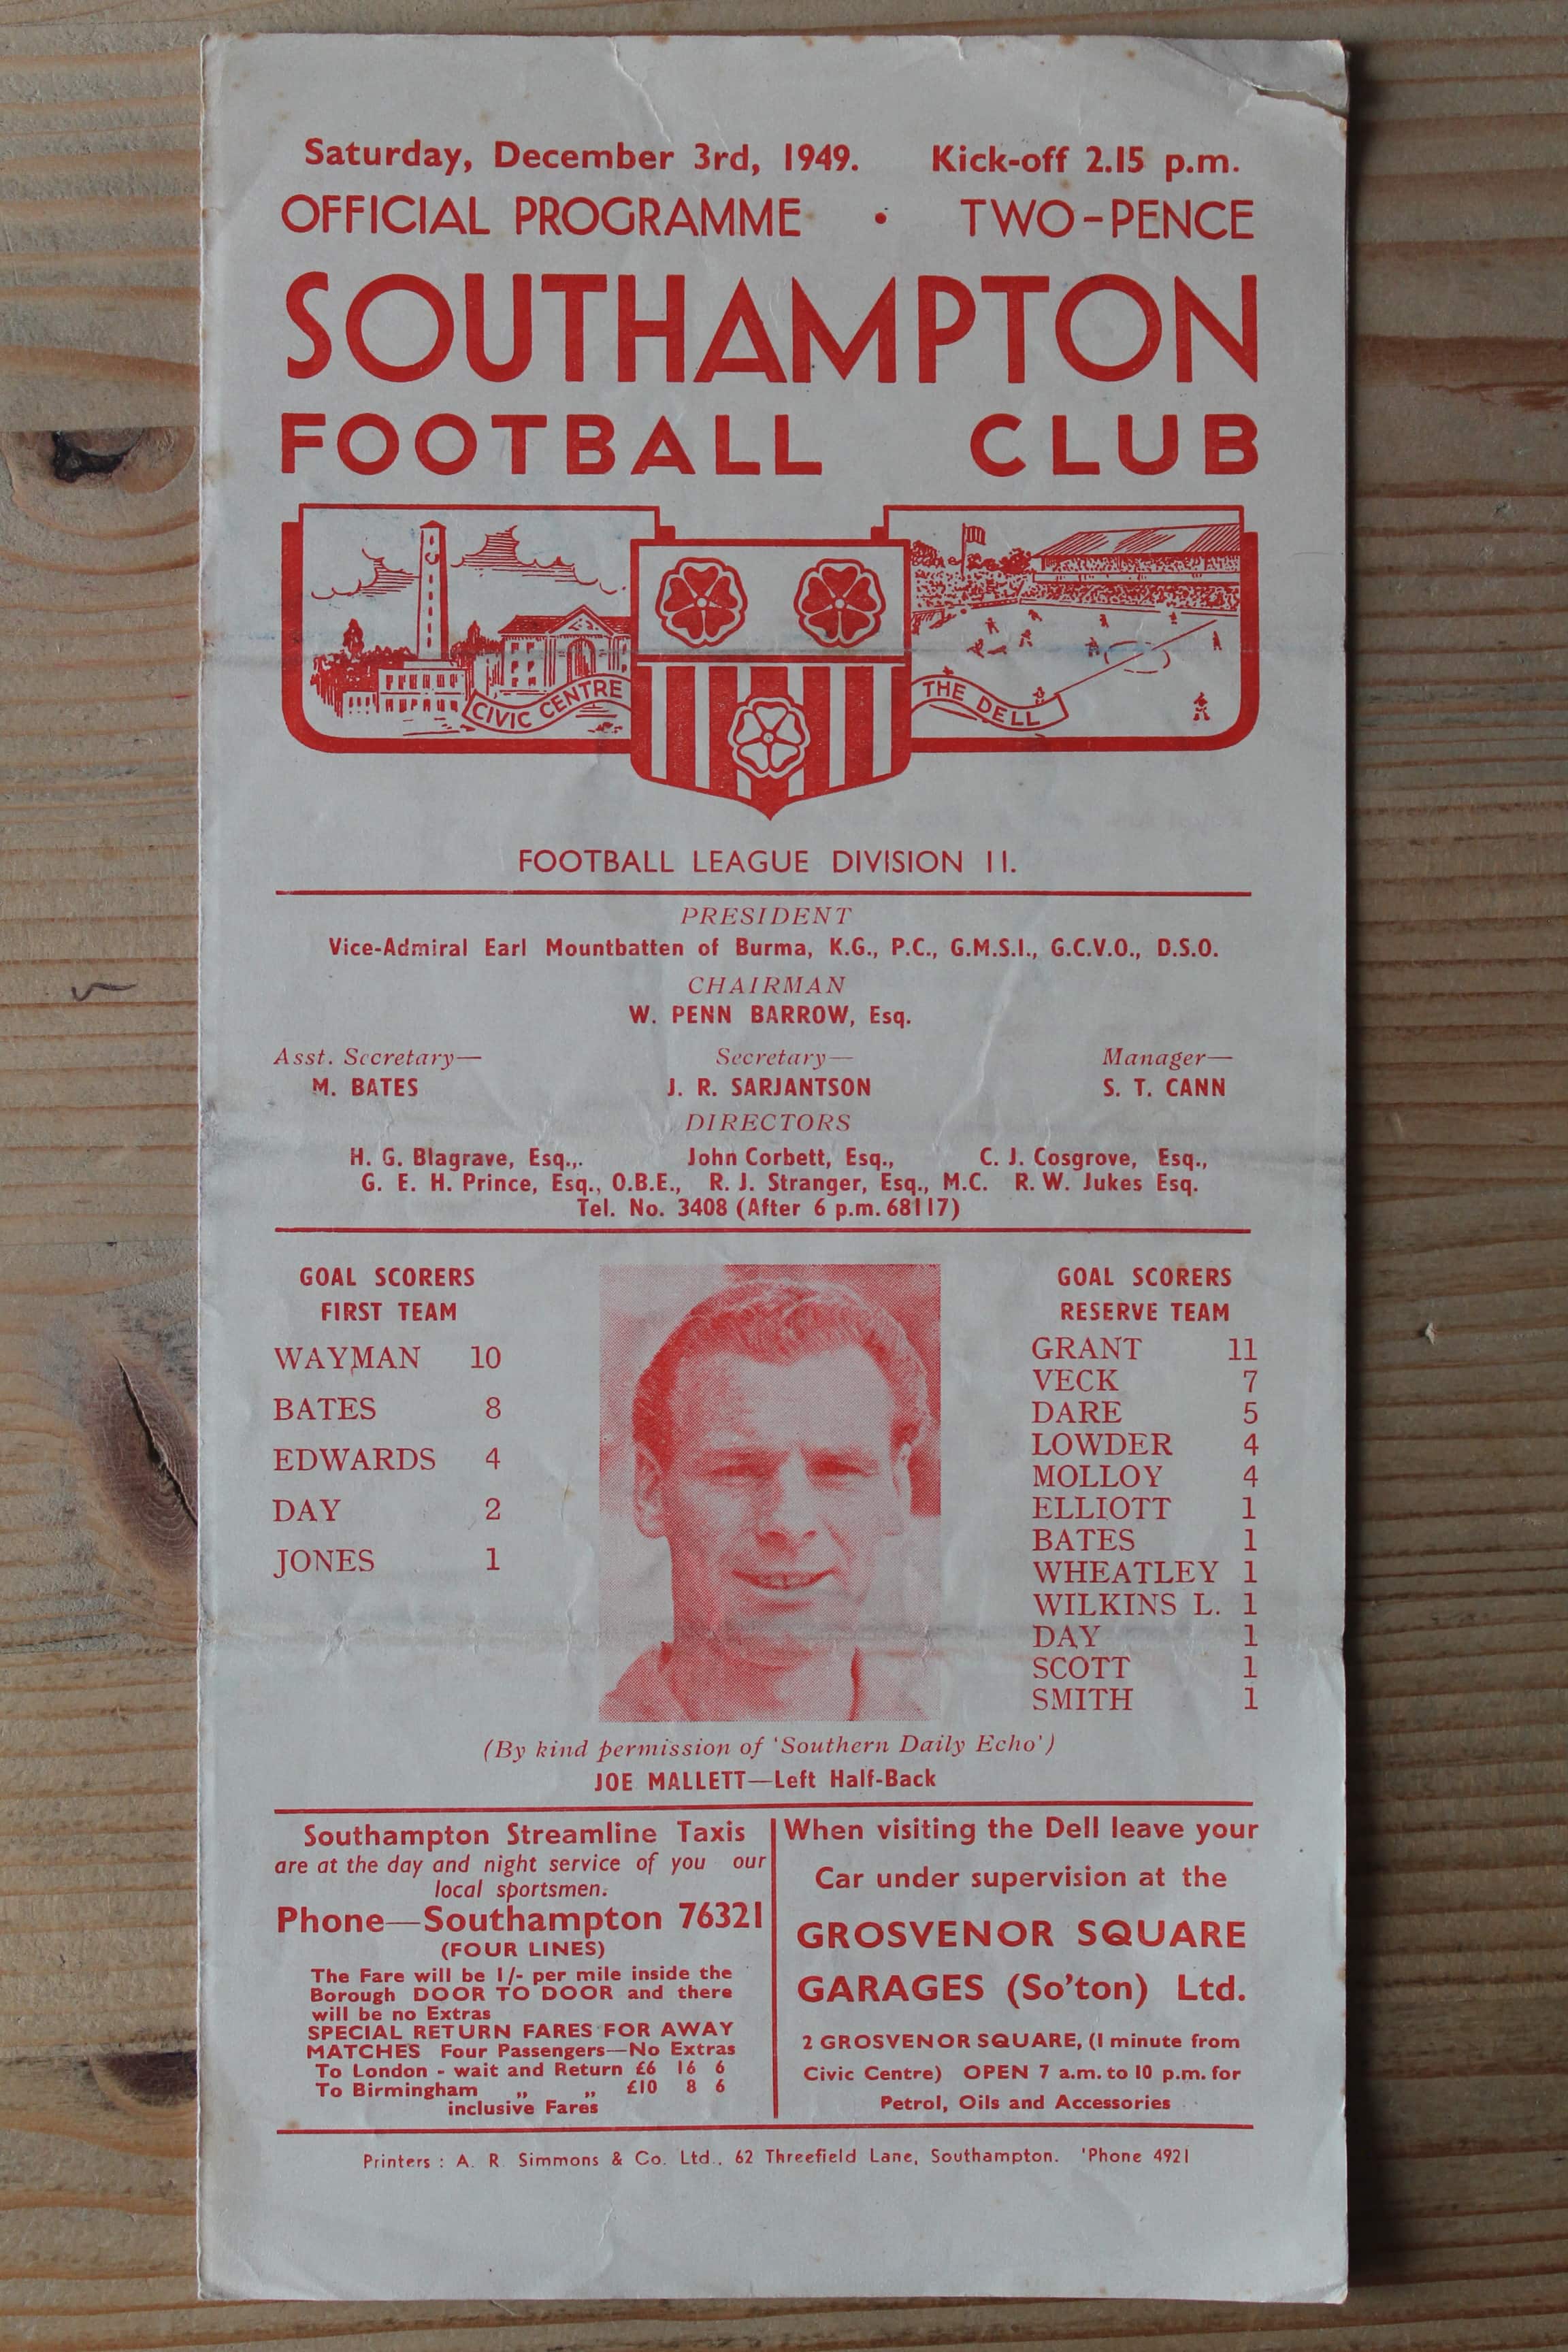 Saturday, December 3rd, 1949. Kick-off 2.15 p.m.
OFFICIAL PROGRAMME • TWO-PENCE
SOUTHAMPTON
FOOTBALL CLUB
CIVIC CENTRE
THE DELL
FOOTBALL LEAGUE DIVISION II.
PRESIDENT
Vice-Admiral Earl Mountbatten of Burma, K.G., P.C., G.M.S.I., G.C.V.O., D.S.O.
CHAIRMAN
W. PENN BARROW, Esq.
Asst. Secretary— Secretary— Manager—
M. BATES J. R. SARJANTSON S. T. CANN
DIRECTORS
H. G. Blagrave, Esq.,. John Corbett, Esq., C. J. Cosgrove, Esq.,
G. E. H. Prince, Esq., O.B.E., R. J. Stranger, Esq., M.C. R. W. Jukes Esq.
Tel. No. 3408 (After 6 p.m. 68117)
GOAL SCORERS
FIRST TEAM
WAYMAN 10
BATES 8
EDWARDS 4
DAY 2
JONES 1
GOAL SCORERS
RESERVE TEAM
GRANT 11
VECK 7
DARE 5
LOWDER 4
MOLLOY 4
ELLIOTT 1
BATES 1
WHEATLEY 1
WILKINS L. 1
DAY 1
SCOTT 1
SMITH 1
(By kind permission of 'Southern Daily Echo')
JOE MALLETT—Left Half-Back
Southampton Streamline Taxis
are at the day and night service of you our
local sportsmen.
Phone—Southampton 76321
(FOUR LINES)
The Fare will be 1/- per mile inside the
Borough DOOR TO DOOR and there
will be no Extras
SPECIAL RETURN FARES FOR AWAY
MATCHES Four Passengers—No Extras
To London - wait and Return £6 16 6
To Birmingham „ „ £10 8 6
inclusive Fares
When visiting the Dell leave your
Car under supervision at the
GROSVENOR SQUARE
GARAGES (So'ton) Ltd.
2 GROSVENOR SQUARE, (1 minute from
Civic Centre) OPEN 7 a.m. to 10 p.m. for
Petrol, Oils and Accessories
Printers : A. R. Simmons & Co. Ltd., 62 Threefield Lane, Southampton. 'Phone 4921